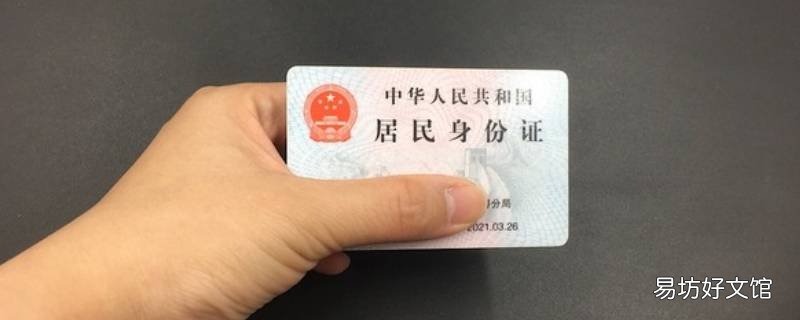 中华人民共和国
居民身份证
分局
2021.03.26
易坊好文馆